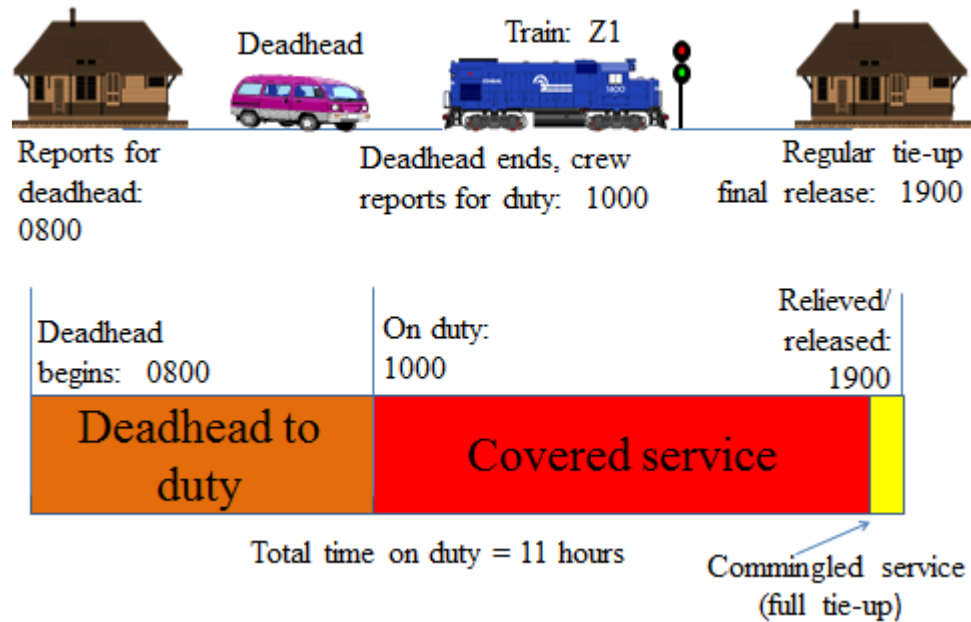 Deadhead
Train: Z1
Reports for
deadhead:
0800
Deadhead ends, crew
reports for duty: 1000
Regular tie-up
final release: 1900
Deadhead
begins: 0800
On duty:
1000
Relieved/
released:
1900
Deadhead to
duty
Covered service
Total time on duty = 11 hours
Commingled service
(full tie-up)